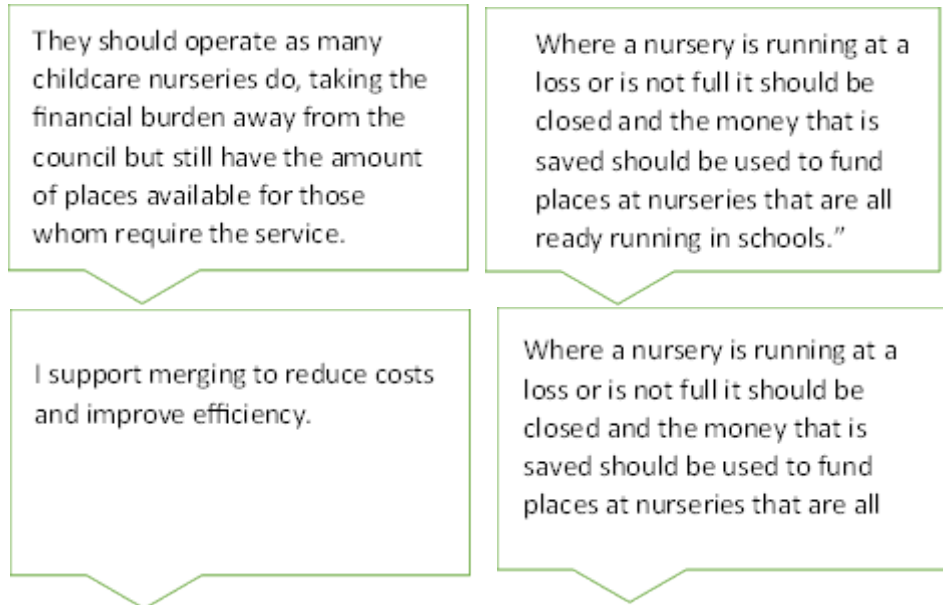 They should operate as many
childcare nurseries do, taking the
financial burden away from the
council but still have the amount
of places available for those
whom require the service.
Where a nursery is running at a
loss or is not full it should be
closed and the money that is
saved should be used to fund
places at nurseries that are all
ready running in schools.”
I support merging to reduce costs
and improve efficiency.
Where a nursery is running at a
loss or is not full it should be
closed and the money that is
saved should be used to fund
places at nurseries that are all